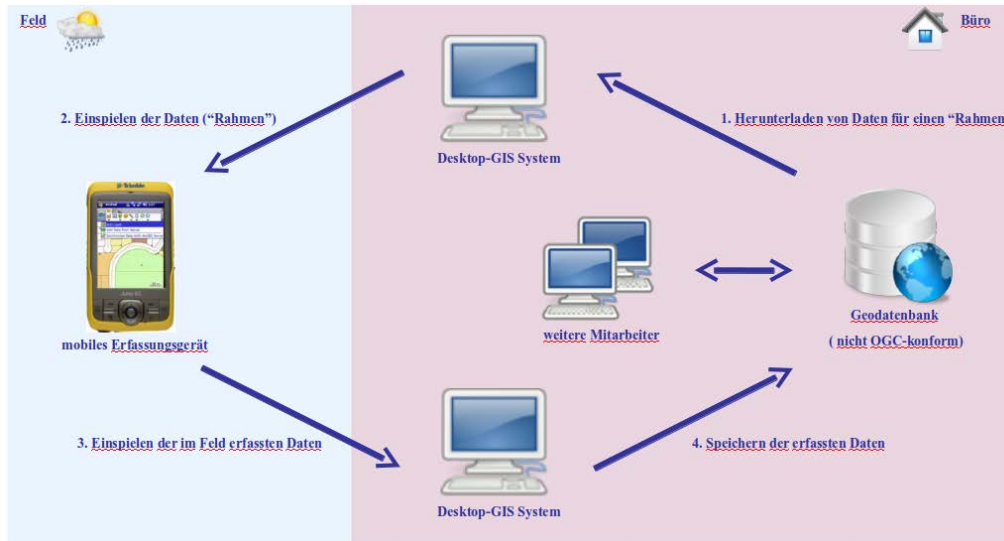 Feld
Büro
2. Einspielen der Daten (“Rahmen”)
1. Herunterladen von Daten für einen “Rahmen
Desktop-GIS System
Trimble
mobiles Erfassungsgerät
weitere Mitarbeiter
Geodatenbank
( nicht OGC-konform)
3. Einspielen der im Feld erfassten Daten
4. Speichern der erfassten Daten
Desktop-GIS System